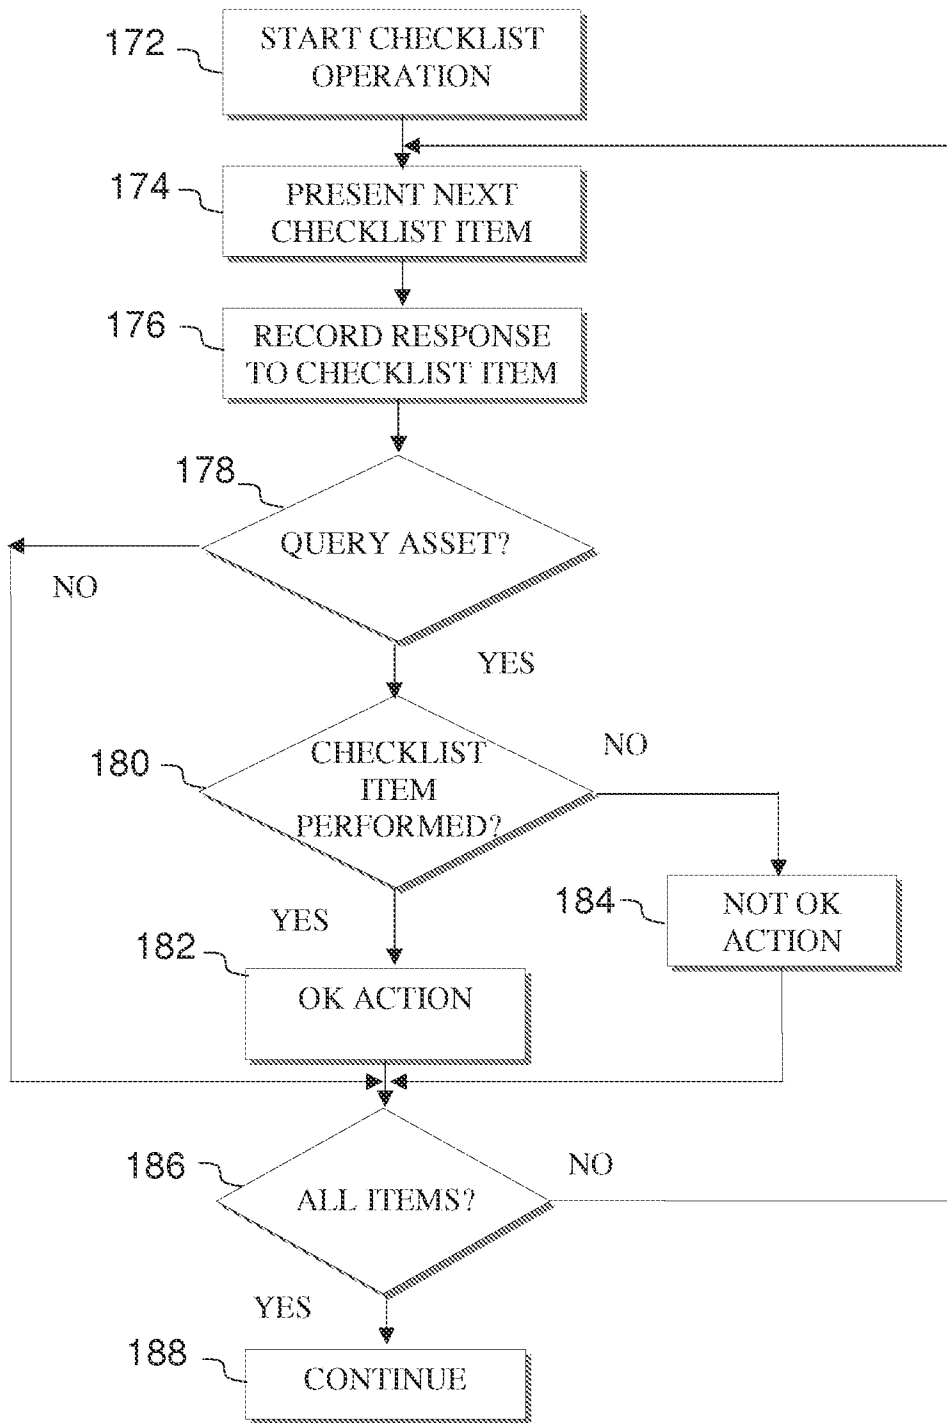 172
START CHECKLIST
OPERATION
174
PRESENT NEXT
CHECKLIST ITEM
176
RECORD RESPONSE
TO CHECKLIST ITEM
178
QUERY ASSET?
NO
YES
180
CHECKLIST
ITEM
PERFORMED?
NO
YES
184
NOT OK
ACTION
182
OK ACTION
186
ALL ITEMS?
NO
YES
188
CONTINUE